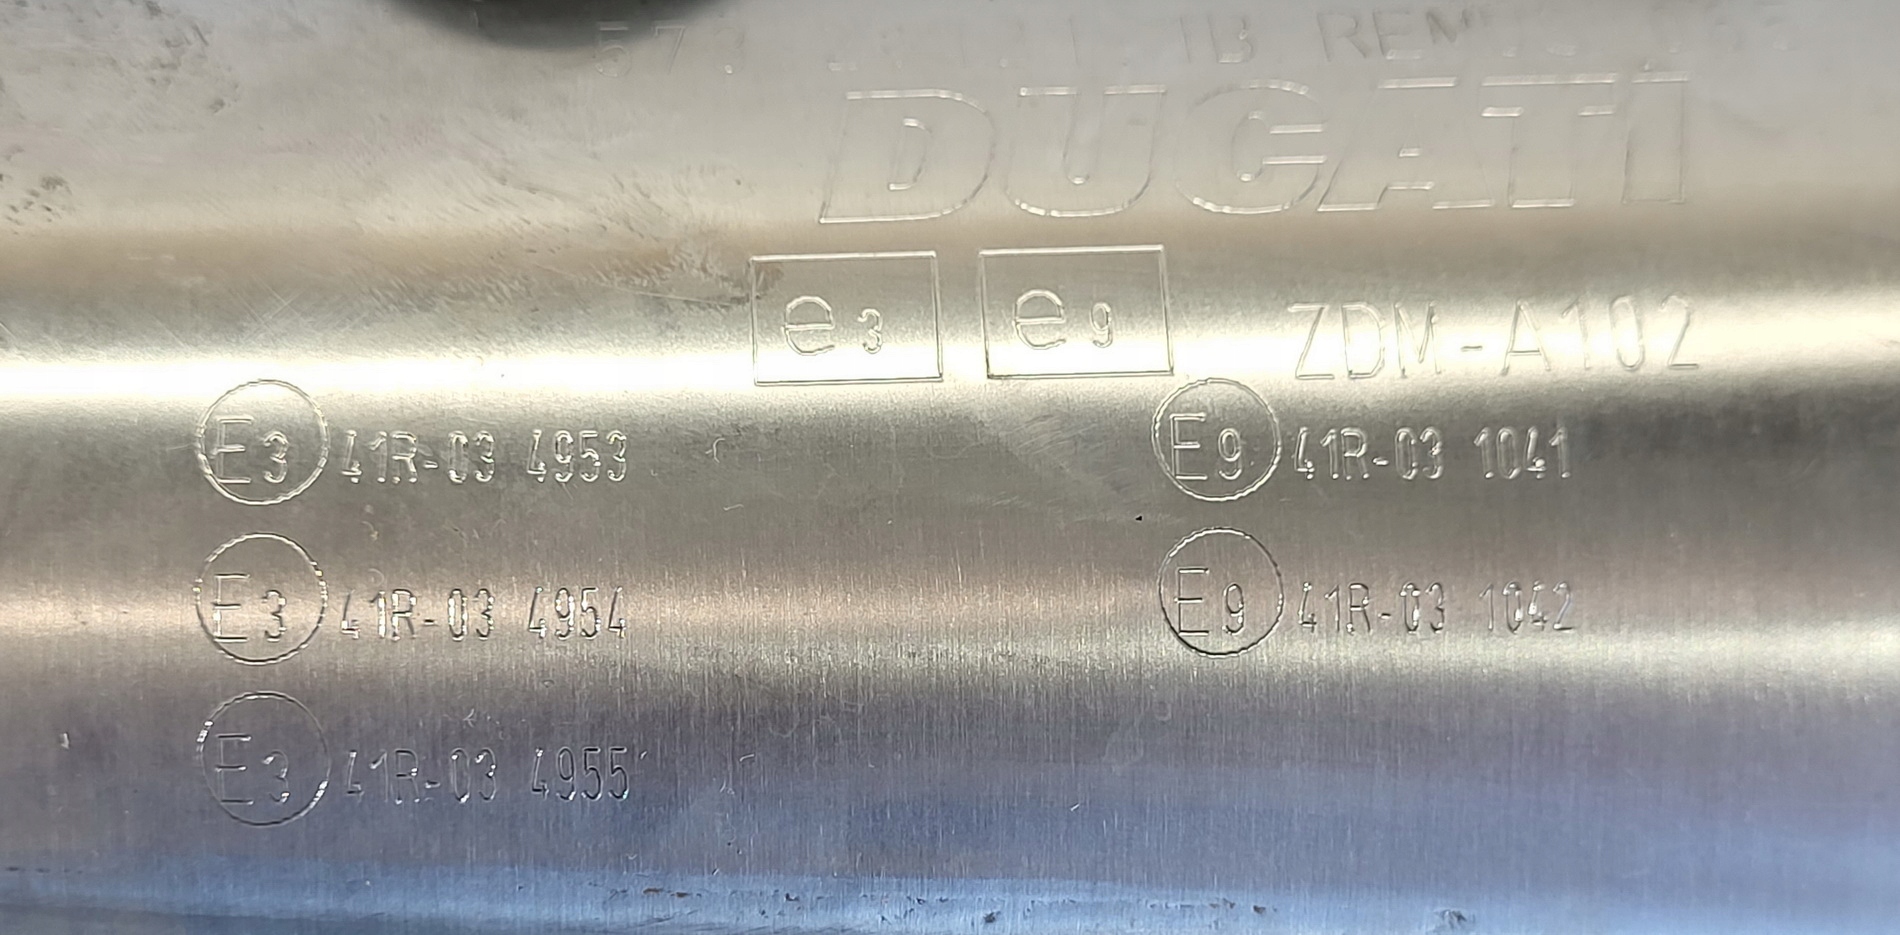 DUCATI
e3 e9 ZDM-A102
E3 41R-03 4953 E9 41R-03 1041
E3 41R-03 4954 E9 41R-03 1042
E3 41R-03 4955